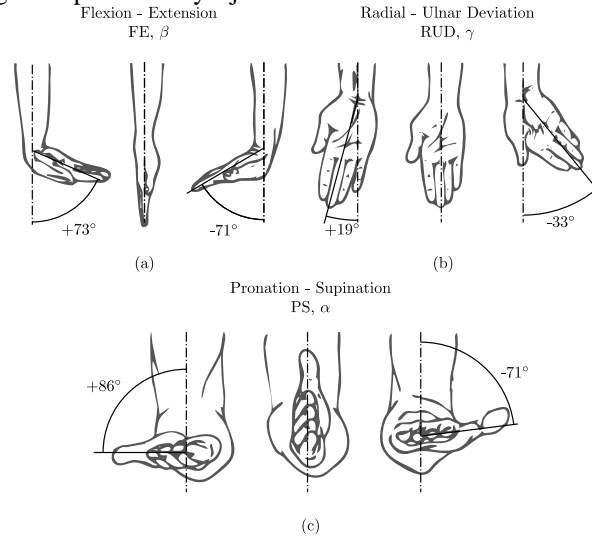 Flexion - Extension
FE, β
Radial - Ulnar Deviation
RUD, γ
+73°
-71°
+19°
-33°
(a)
(b)
Pronation - Supination
PS, α
+86°
-71°
(c)